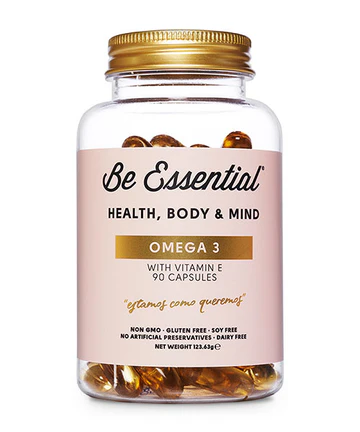 Be Essential
HEALTH, BODY & MIND
OMEGA 3
WITH VITAMIN E
90 CAPSULES
"estamos como queremos"
NON GMO · GLUTEN FREE · SOY FREE
NO ARTIFICIAL PRESERVATIVES · DAIRY FREE
NET WEIGHT 123.63g